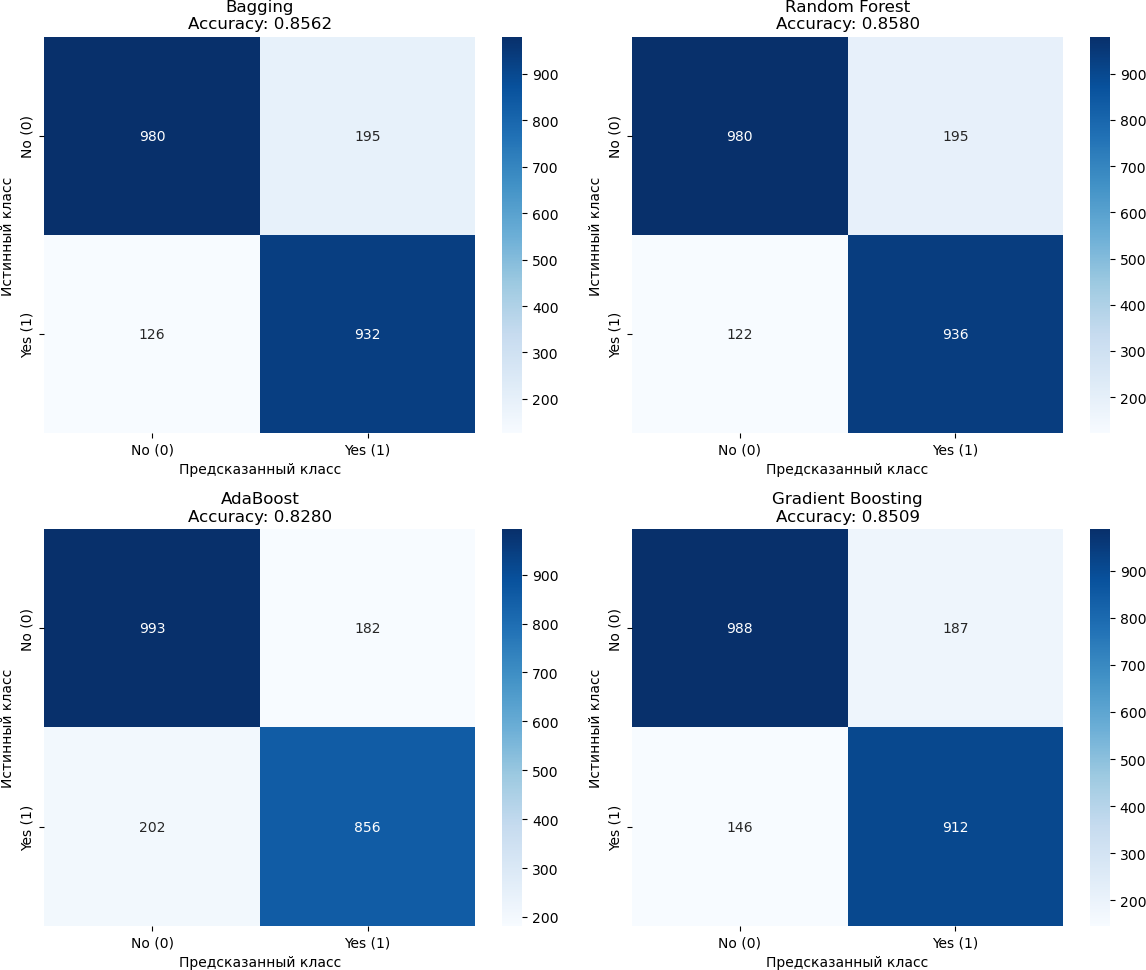 Bagging
Accuracy: 0.8562
No (0)
980
195
Yes (1)
126
932
Истинный класс
No (0)
Yes (1)
Предсказанный класс
900
800
700
600
500
400
300
200
Random Forest
Accuracy: 0.8580
No (0)
980
195
Yes (1)
122
936
Истинный класс
No (0)
Yes (1)
Предсказанный класс
900
800
700
600
500
400
300
200
AdaBoost
Accuracy: 0.8280
No (0)
993
182
Yes (1)
202
856
Истинный класс
No (0)
Yes (1)
Предсказанный класс
900
800
700
600
500
400
300
200
Gradient Boosting
Accuracy: 0.8509
No (0)
988
187
Yes (1)
146
912
Истинный класс
No (0)
Yes (1)
Предсказанный класс
900
800
700
600
500
400
300
200